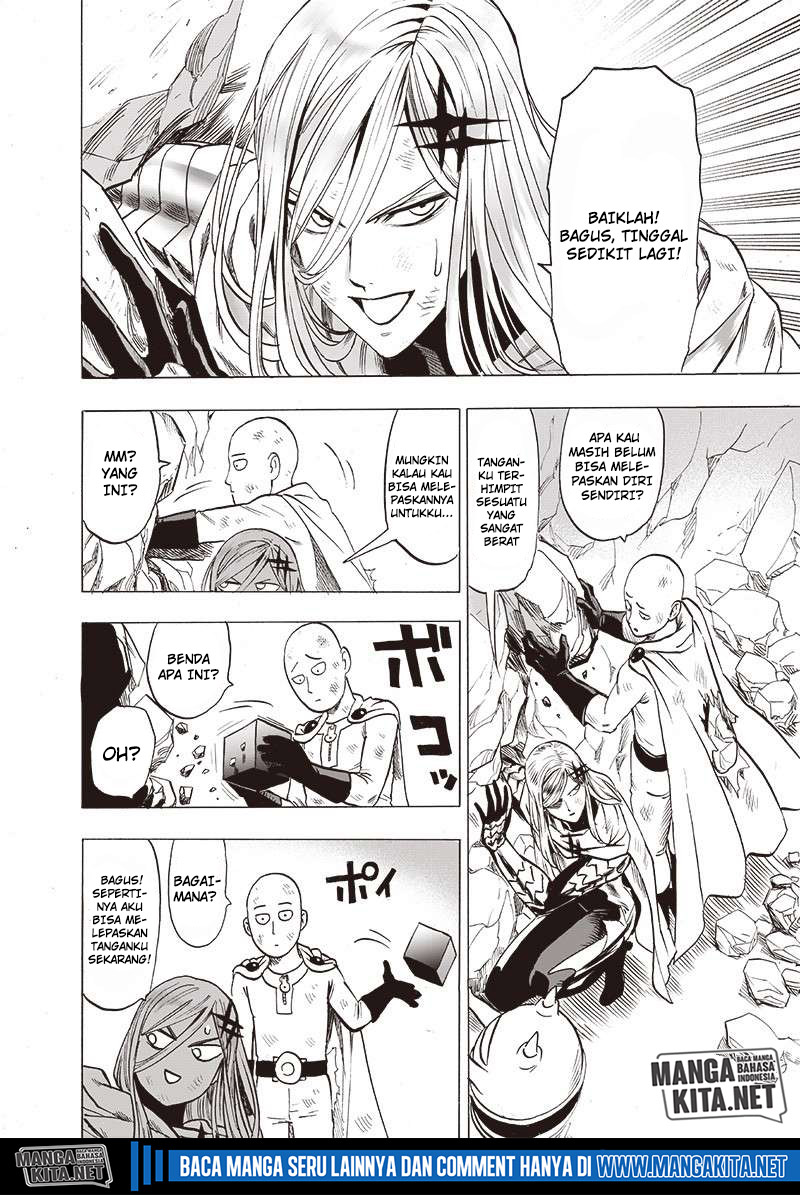 BAIKLAH!
BAGUS, TINGGAL
SEDIKIT LAGI!
APA KAU
MASIH BELUM
BISA MELE-
PASKAN DIRI
SENDIRI?
TANGAN-
KU TER-
HIMPIT
SESUATU
YANG
SANGAT
BERAT
MUNGKIN
KALAU KAU
BISA MELE-
PASKANNYA
UNTUKKU...
MM?
YANG
INI?
ボコッ
BENDA
APA INI?
OH?
ポイ
BAGAI-
MANA?
BAGUS!
SEPERTI-
NYA AKU
BISA ME-
LEPASKAN
TANGANKU
SEKARANG!
MANGA
KITA.NET
BACA MANGA
BAHASA
INDONESIA
MANGA
KITA.NET
BACA MANGA SERU LAINNYA DAN COMMENT HANYA DI WWW.MANGAKITA.NET